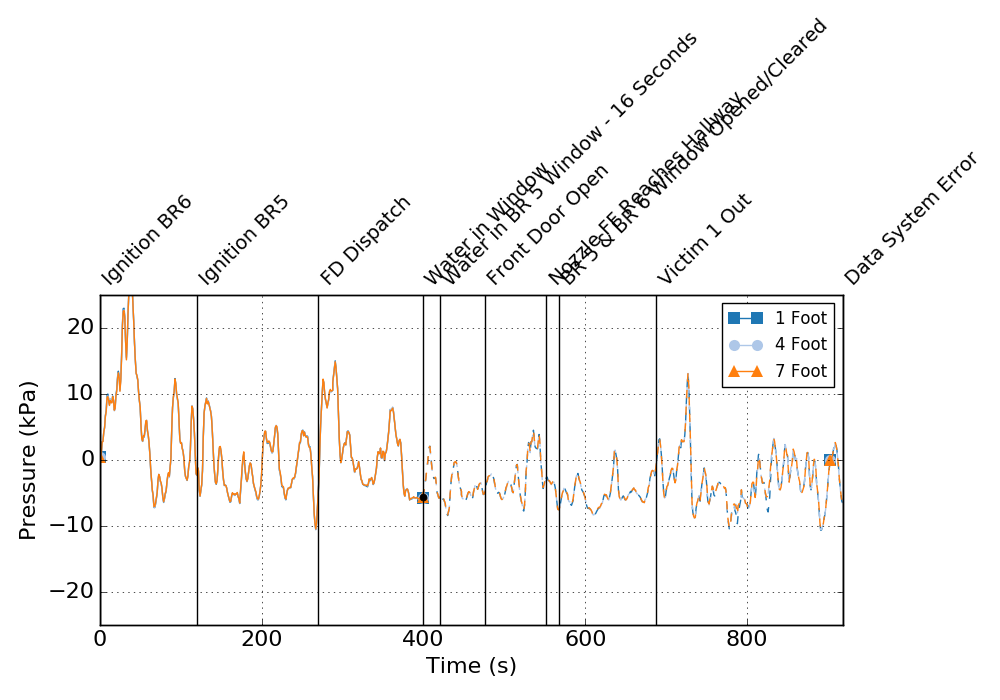 Ignition BR6
Ignition BR5
FD Dispatch
Water in Window
Water in BR 5 Window - 16 Seconds
Front Door Open
Nozzle FF Reaches Hallway
BR 5 & BR 6 Window Opened/Cleared
Victim 1 Out
Data System Error
1 Foot
4 Foot
7 Foot
20
10
0
−10
−20
Pressure (kPa)
0 200 400 600 800
Time (s)